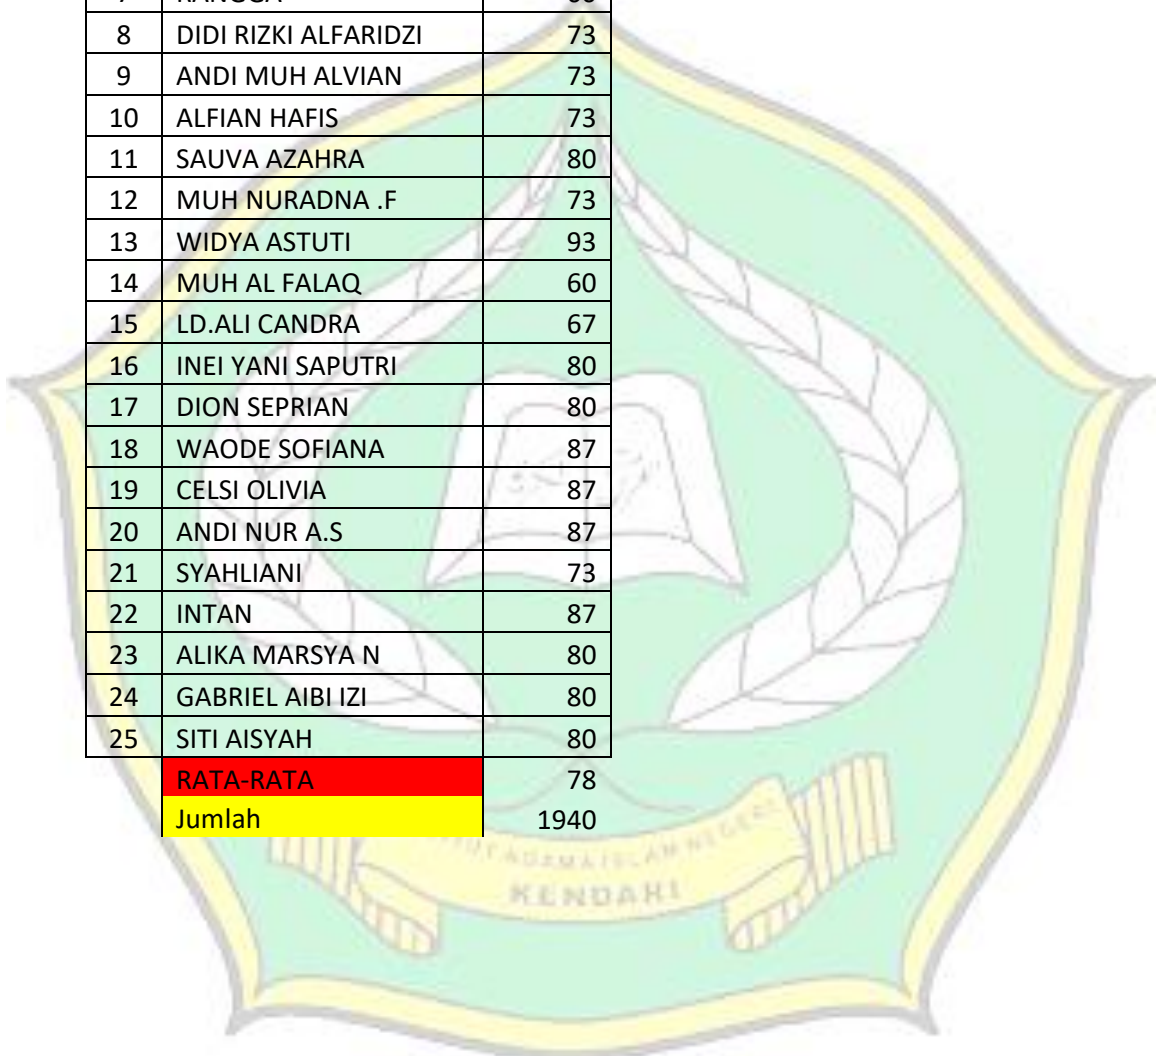 8 DIDI RIZKI ALFARIDZI 73
9 ANDI MUH ALVIAN 73
10 ALFIAN HAFIS 73
11 SAUVA AZAHRA 80
12 MUH NURADNA .F 73
13 WIDYA ASTUTI 93
14 MUH AL FALAQ 60
15 LD.ALI CANDRA 67
16 INEI YANI SAPUTRI 80
17 DION SEPRIAN 80
18 WAODE SOFIANA 87
19 CELSI OLIVIA 87
20 ANDI NUR A.S 87
21 SYAHLIANI 73
22 INTAN 87
23 ALIKA MARSYA N 80
24 GABRIEL AIBI IZI 80
25 SITI AISYAH 80
RATA-RATA 78
Jumlah 1940
AGAMA ISLAM NEGERI
KENDARI